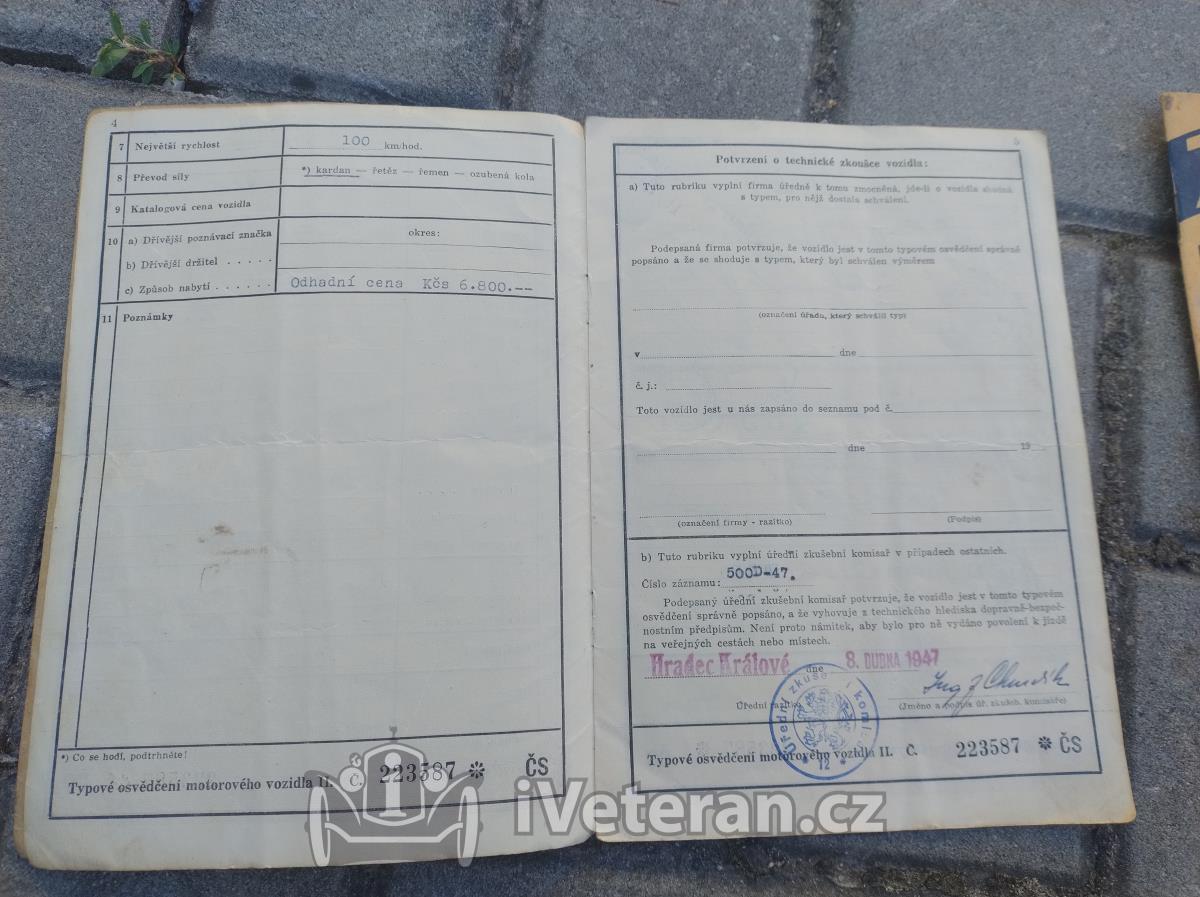 4
7 Největší rychlost 100 km/hod.
8 Převod síly *) kardan — řetěz — řemen — ozubená kola
9 Katalogová cena vozidla
10 a) Dřívější poznávací značka okres:
b) Dřívější držitel . . . . .
c) Způsob nabytí . . . . . . Odhadní cena Kčs 6.800.--
11 Poznámky
*) Co se hodí, podtrhněte!
Typové osvědčení motorového vozidla II. Č. 223587 * ČS
5
Potvrzení o technické zkoušce vozidla:
a) Tuto rubriku vyplní firma úředně k tomu zmocněná, jde-li o vozidla shodná
s typem, pro nějž dostala schválení.
Podepsaná firma potvrzuje, že vozidlo jest v tomto typovém osvědčení správně
popsáno a že se shoduje s typem, který byl schválen výměrem
(označení úřadu, který schválil typ)
v dne
č. j.:
Toto vozidlo jest u nás zapsáno do seznamu pod č.
dne 19
(označení firmy - razítko) (Podpis)
b) Tuto rubriku vyplní úřední zkušební komisař v případech ostatních.
Číslo záznamu: 500D-47.
Podepsaný úřední zkušební komisař potvrzuje, že vozidlo jest v tomto typovém
osvědčení správně popsáno, a že vyhovuje z technického hlediska dopravně-bezpeč-
nostním předpisům. Není proto námitek, aby bylo pro ně vydáno povolení k jízdě
na veřejných cestách nebo místech.
Hradec Králové dne 8. DUBNA 1947
Úřední razítko (Jméno a podpis úř. zkušeb. komisaře)
Typové osvědčení motorového vozidla II. Č. 223587 * ČS
iVeteran.cz